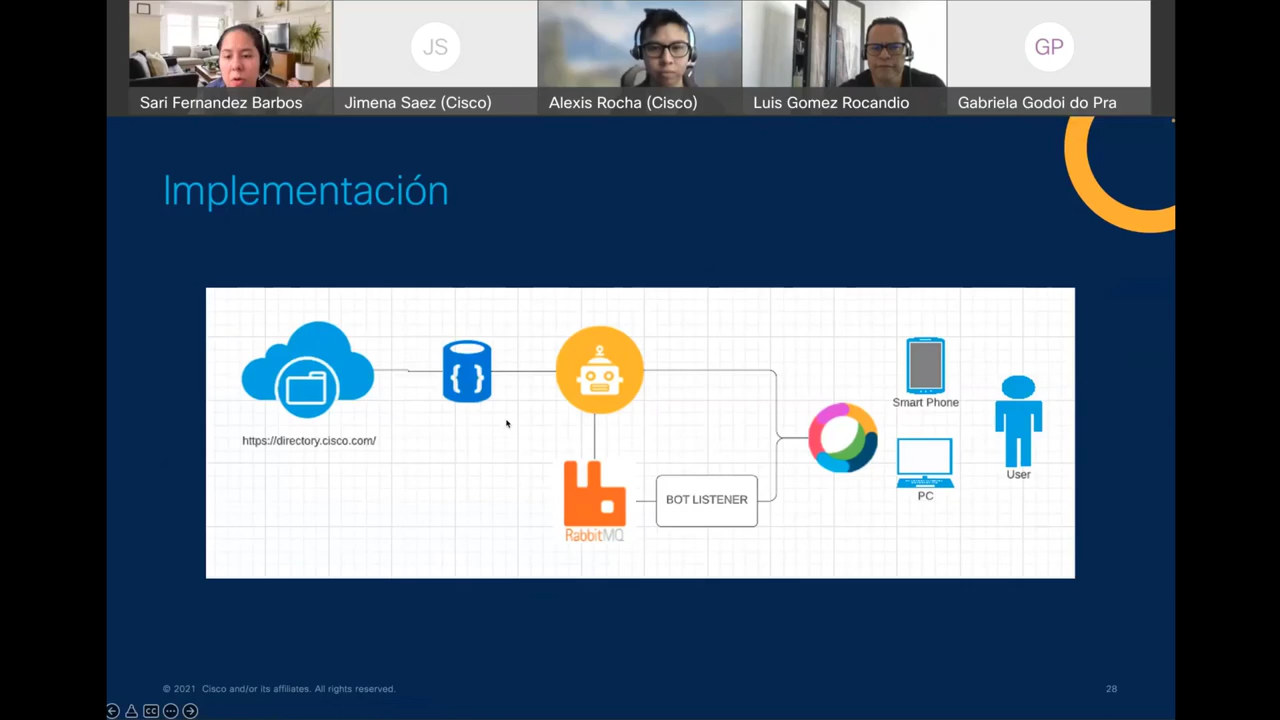 JS
GP
Sari Fernandez Barbos
Jimena Saez (Cisco)
Alexis Rocha (Cisco)
Luis Gomez Rocandio
Gabriela Godoi do Pra
Implementación
{ }
https://directory.cisco.com/
Smart Phone
User
PC
BOT LISTENER
RabbitMQ
© 2021 Cisco and/or its affiliates. All rights reserved.
28
CC